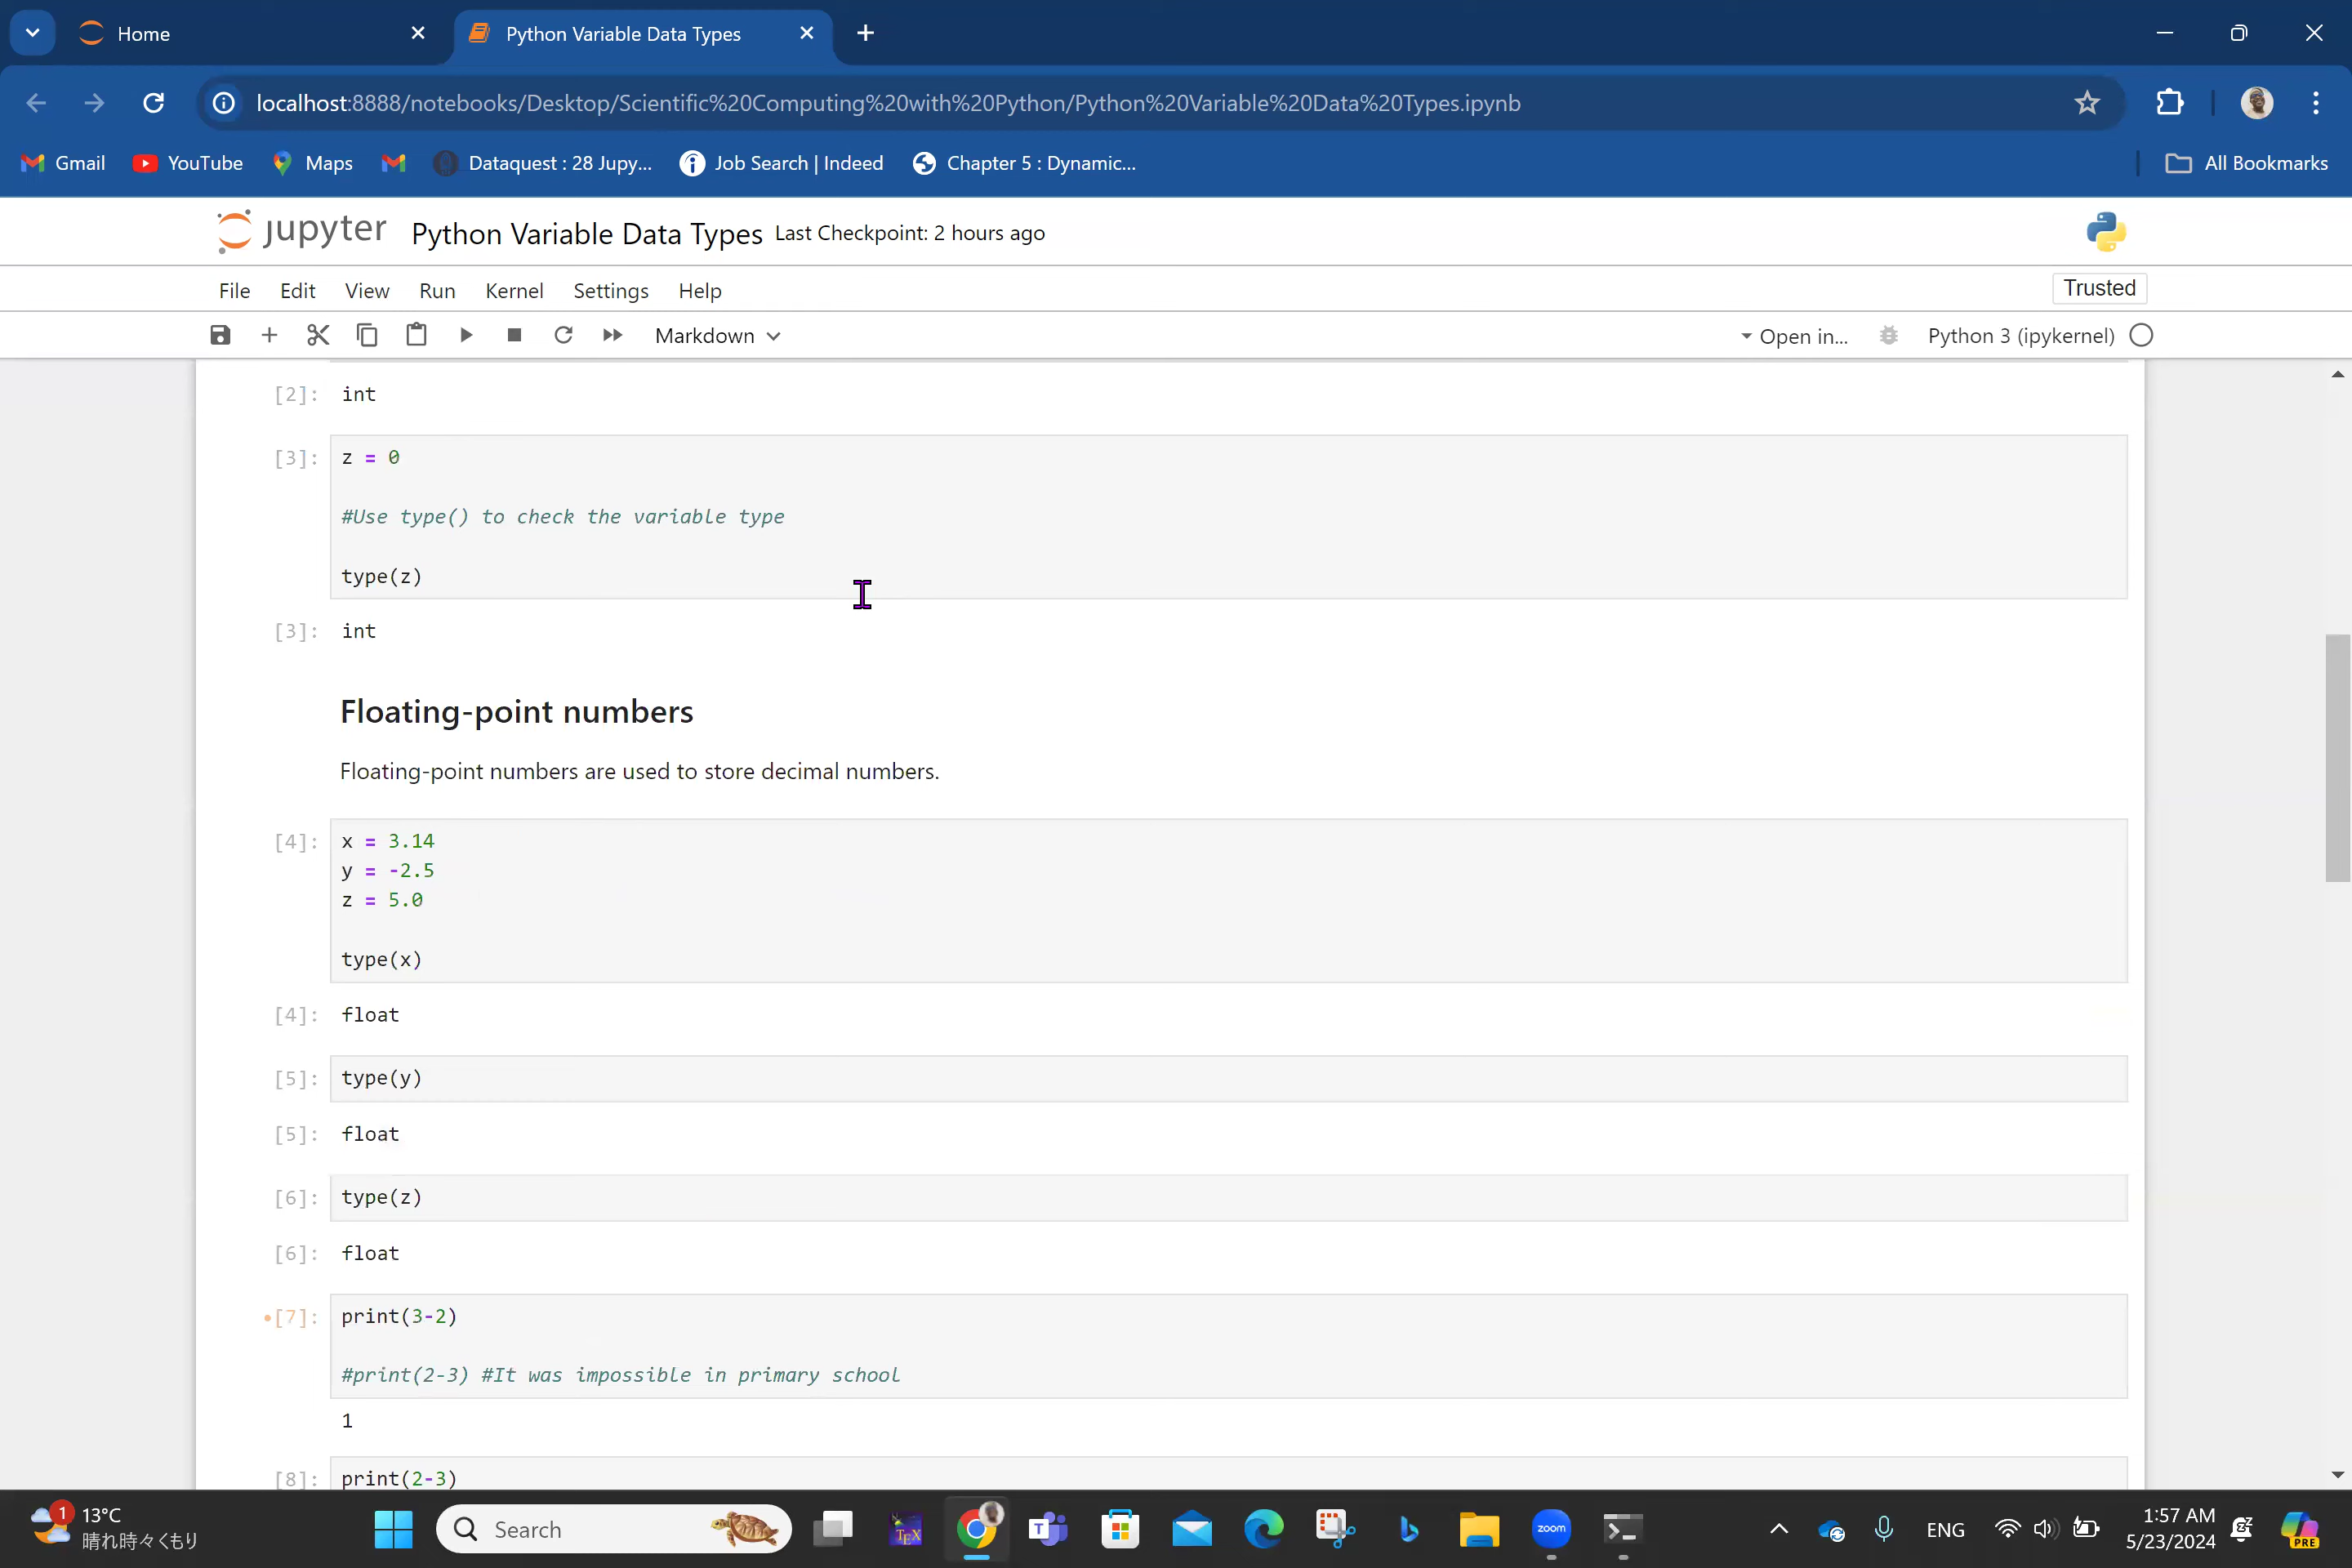 Home
Python Variable Data Types
localhost:8888/notebooks/Desktop/Scientific%20Computing%20with%20Python/Python%20Variable%20Data%20Types.ipynb
Gmail YouTube Maps Dataquest : 28 Jupy... Job Search | Indeed Chapter 5 : Dynamic... All Bookmarks
jupyter Python Variable Data Types Last Checkpoint: 2 hours ago
File Edit View Run Kernel Settings Help Trusted
Markdown Open in... Python 3 (ipykernel)
[2]: int
[3]: z = 0
#Use type() to check the variable type
type(z)
[3]: int
Floating-point numbers
Floating-point numbers are used to store decimal numbers.
[4]: x = 3.14
y = -2.5
z = 5.0
type(x)
[4]: float
[5]: type(y)
[5]: float
[6]: type(z)
[6]: float
•[7]: print(3-2)
#print(2-3) #It was impossible in primary school
1
[8]: print(2-3)
1 13°C
晴れ時々くもり
Search
TEX
T
zoom
ENG
1:57 AM
5/23/2024
PRE